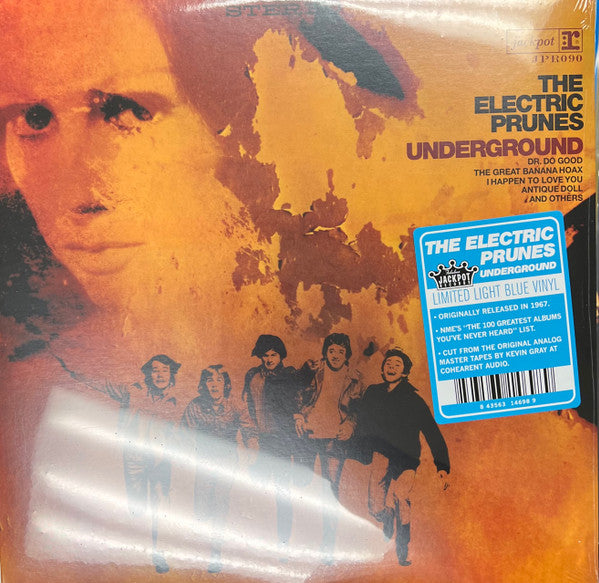 STEREO
jackpot r
JPR090
THE
ELECTRIC
PRUNES
UNDERGROUND
DR. DO GOOD
THE GREAT BANANA HOAX
I HAPPEN TO LOVE YOU
ANTIQUE DOLL
AND OTHERS
THE ELECTRIC
PRUNES
UNDERGROUND
JACKPOT
RECORDS
LIMITED LIGHT BLUE VINYL
• ORIGINALLY RELEASED IN 1967.
• NME'S "THE 100 GREATEST ALBUMS
YOU'VE NEVER HEARD" LIST.
• CUT FROM THE ORIGINAL ANALOG
MASTER TAPES BY KEVIN GRAY AT
COHEARENT AUDIO.
8 43563 14698 9